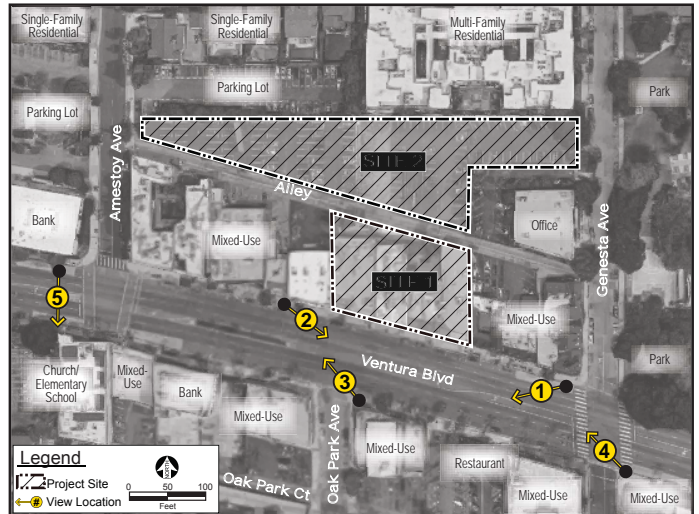 Single-Family
Residential
Single-Family
Residential
Multi-Family
Residential
Parking Lot
Park
Parking Lot
Amestoy Ave
SITE 2
Alley
Genesta Ave
Bank
Mixed-Use
Office
SITE 1
5
2
Mixed-Use
Ventura Blvd
Park
3
1
Church/
Elementary
School
Mixed-
Use
Bank
Mixed-Use
Oak Park Ave
Mixed-Use
4
Restaurant
Mixed-Use
Mixed-Use
Oak Park Ct
Legend
Project Site
# View Location
NORTH
0 50 100
Feet